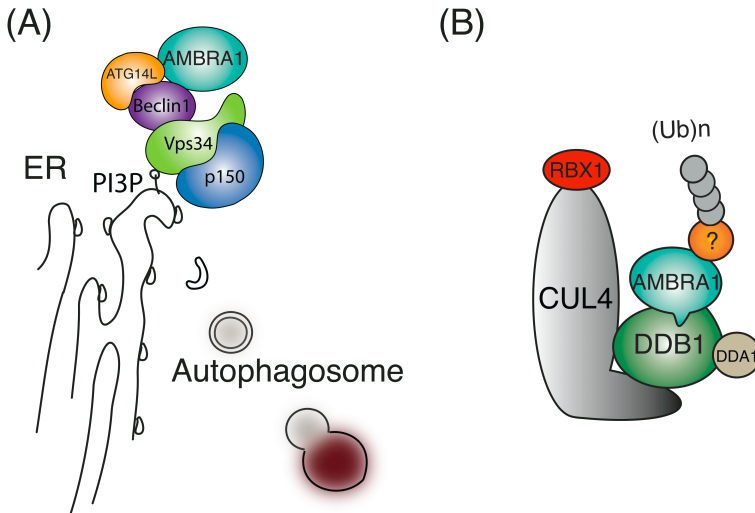 (A)
AMBRA1
ATG14L
Beclin1
Vps34
p150
ER
PI3P
Autophagosome
(B)
(Ub)n
RBX1
?
AMBRA1
CUL4
DDB1
DDA1